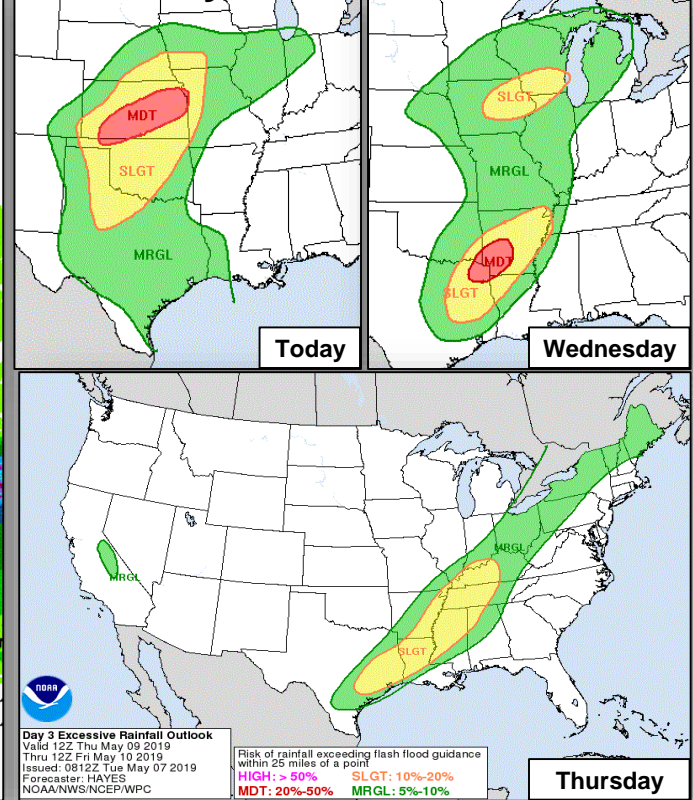 MDT
SLGT
MRGL
Today
SLGT
MRGL
MDT
SLGT
Wednesday
MRGL
MRGL
SLGT
NOAA
Day 3 Excessive Rainfall Outlook
Valid 12Z Thu May 09 2019
Thru 12Z Fri May 10 2019
Issued: 0812Z Tue May 07 2019
Forecaster: HAYES
NOAA/NWS/NCEP/WPC
Risk of rainfall exceeding flash flood guidance
within 25 miles of a point
HIGH: > 50% SLGT: 10%-20%
MDT: 20%-50% MRGL: 5%-10%
Thursday